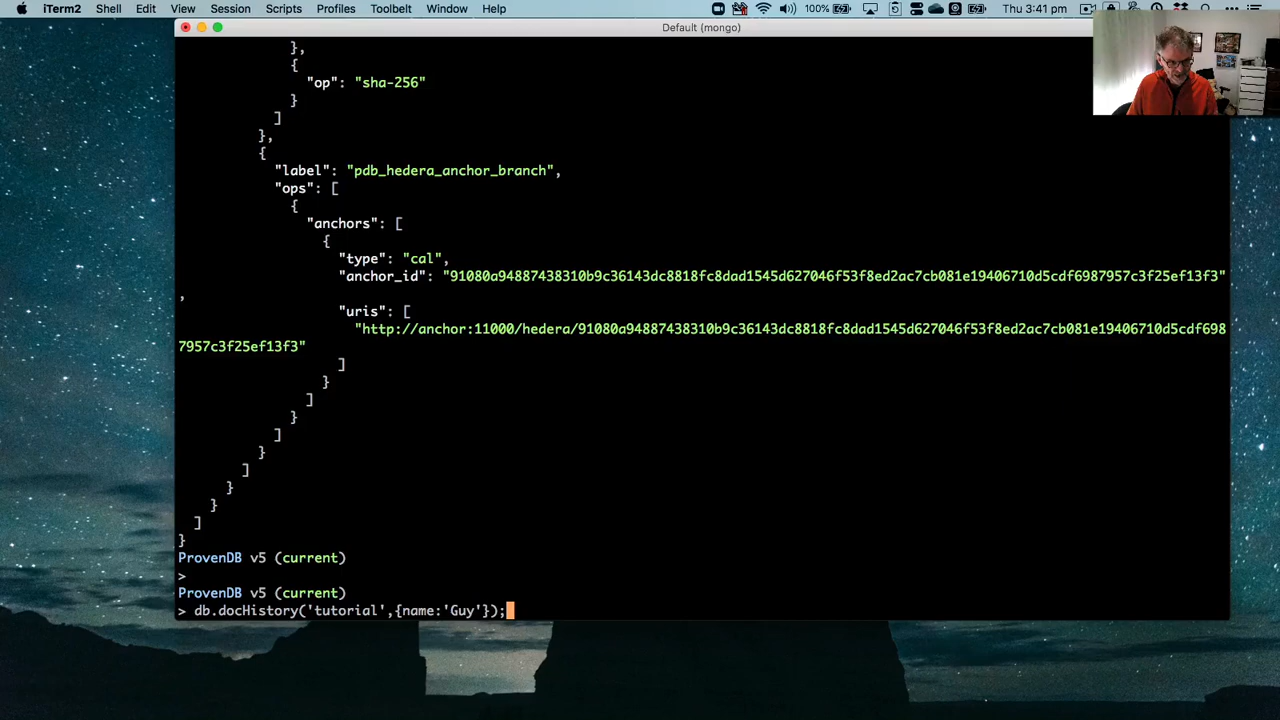 iTerm2 Shell Edit View Session Scripts Profiles Toolbelt Window Help 100% Thu 3:41 pm
Default (mongo)
},
{
"op": "sha-256"
}
]
},
{
"label": "pdb_hedera_anchor_branch",
"ops": [
{
"anchors": [
{
"type": "cal",
"anchor_id": "91080a94887438310b9c36143dc8818fc8dad1545d627046f53f8ed2ac7cb081e19406710d5cdf6987957c3f25ef13f3"
,
"uris": [
"http://anchor:11000/hedera/91080a94887438310b9c36143dc8818fc8dad1545d627046f53f8ed2ac7cb081e19406710d5cdf698
7957c3f25ef13f3"
]
}
]
}
]
}
]
}
}
]
}
ProvenDB v5 (current)
>
ProvenDB v5 (current)
> db.docHistory('tutorial',{name:'Guy'});